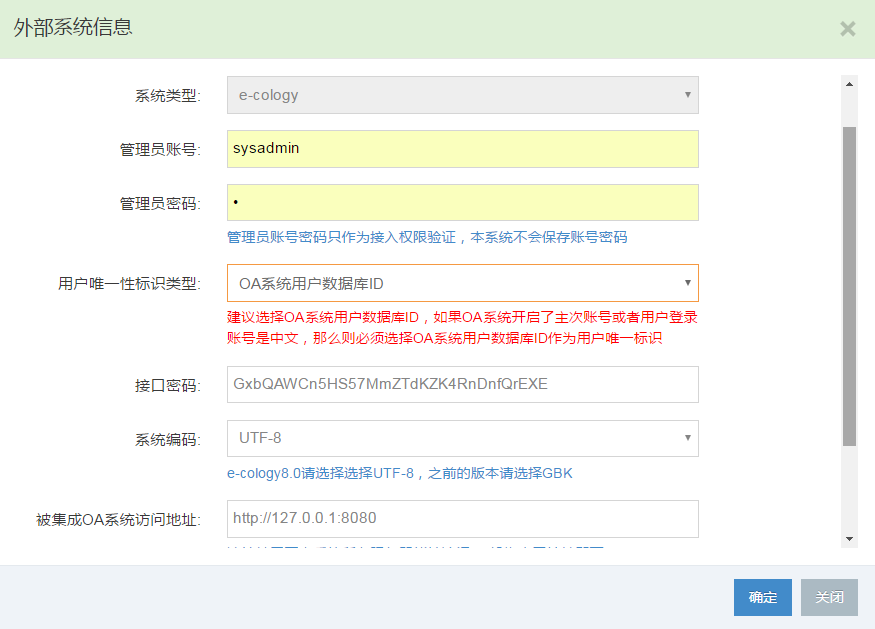 外部系统信息
系统类型: e-cology
管理员账号: sysadmin
管理员密码: •
管理员账号密码只作为接入权限验证，本系统不会保存账号密码
用户唯一性标识类型: OA系统用户数据库ID
建议选择OA系统用户数据库ID，如果OA系统开启了主次账号或者用户登录
账号是中文，那么则必须选择OA系统用户数据库ID作为用户唯一标识
接口密码: GxbQAWCn5HS57MmZTdKZK4RnDnfQrEXE
系统编码: UTF-8
e-cology8.0请选择选择UTF-8，之前的版本请选择GBK
被集成OA系统访问地址: http://127.0.0.1:8080
确定 关闭